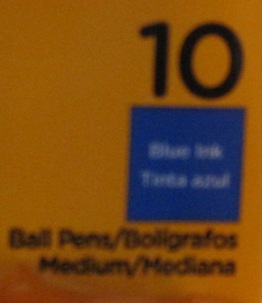 10
Blue Ink
Tinta azul
Ball Pens/Bolígrafos
Medium/Mediana